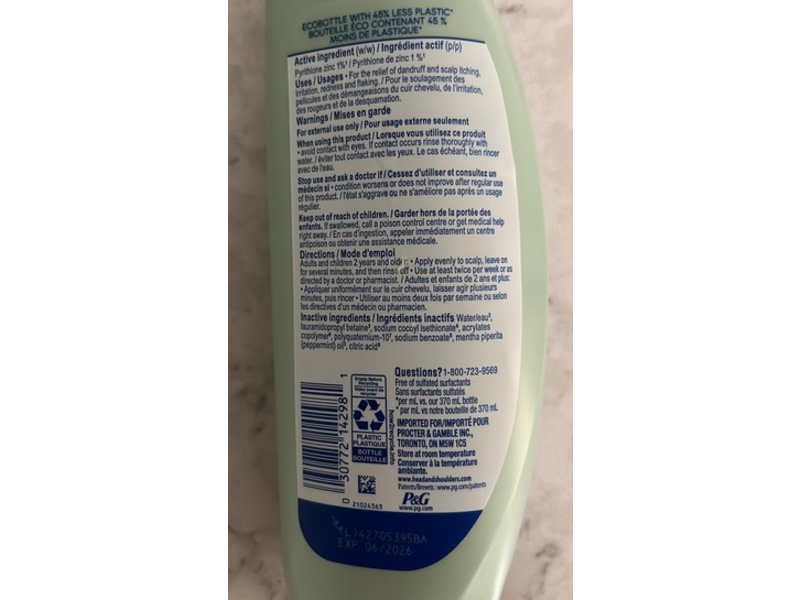 ECOBOTTLE WITH 45% LESS PLASTIC*
BOUTEILLE ÉCO CONTENANT 45 %
MOINS DE PLASTIQUE*
Active ingredient (w/w) / Ingrédient actif (p/p)
Pyrithione zinc 1%¹ / Pyrithione de zinc 1 %¹
Uses / Usages • For the relief of dandruff and scalp itching,
irritation, redness and flaking. / Pour le soulagement des
pellicules et des démangeaisons du cuir chevelu, de l'irritation,
des rougeurs et de la desquamation.
Warnings / Mises en garde
For external use only / Pour usage externe seulement
When using this product / Lorsque vous utilisez ce produit
• avoid contact with eyes. If contact occurs rinse thoroughly with
water. / éviter tout contact avec les yeux. Le cas échéant, bien rincer
avec de l'eau.
Stop use and ask a doctor if / Cessez d'utiliser et consultez un
médecin si • condition worsens or does not improve after regular use
of this product. / l'état s'aggrave ou ne s'améliore pas après un usage
régulier.
Keep out of reach of children. / Garder hors de la portée des
enfants. If swallowed, call a poison control centre or get medical help
right away. / En cas d'ingestion, appeler immédiatement un centre
antipoison ou obtenir une assistance médicale.
Directions / Mode d'emploi
Adults and children 2 years and older: • Apply evenly to scalp, leave on
for several minutes, and then rinse off • Use at least twice per week or as
directed by a doctor or pharmacist. / Adultes et enfants de 2 ans et plus:
• Appliquer uniformément sur le cuir chevelu, laisser agir plusieurs
minutes, puis rincer • Utiliser au moins deux fois par semaine ou selon
les directives d'un médecin ou pharmacien.
Inactive ingredients / Ingrédients inactifs Water/eau²,
lauramidopropyl betaine³, sodium cocoyl isethionate⁴, acrylates
copolymer⁶, polyquaternium-10⁷, sodium benzoate⁵, mentha piperita
(peppermint) oil⁵, citric acid⁹
Questions? 1-800-723-9569
Free of sulfated surfactants
Sans surfactants sulfatés
*per mL vs. our 370 mL bottle
* par mL vs notre bouteille de 370 mL
IMPORTED FOR/IMPORTÉ POUR
PROCTER & GAMBLE INC.,
TORONTO, ON M5W 1C5
Store at room temperature
Conserver à la température
ambiante.
www.headandshoulders.com
Patents/Brevets: www.pg.com/patents
P&G
www.pg.com
Empty Before
Recycling
Videz avant de
recycler
PLASTIC
PLASTIQUE
BOTTLE
BOUTEILLE
how2recycle.info
0 30772 14298 1
21024363
L J42705395BA
EXP 06/2026